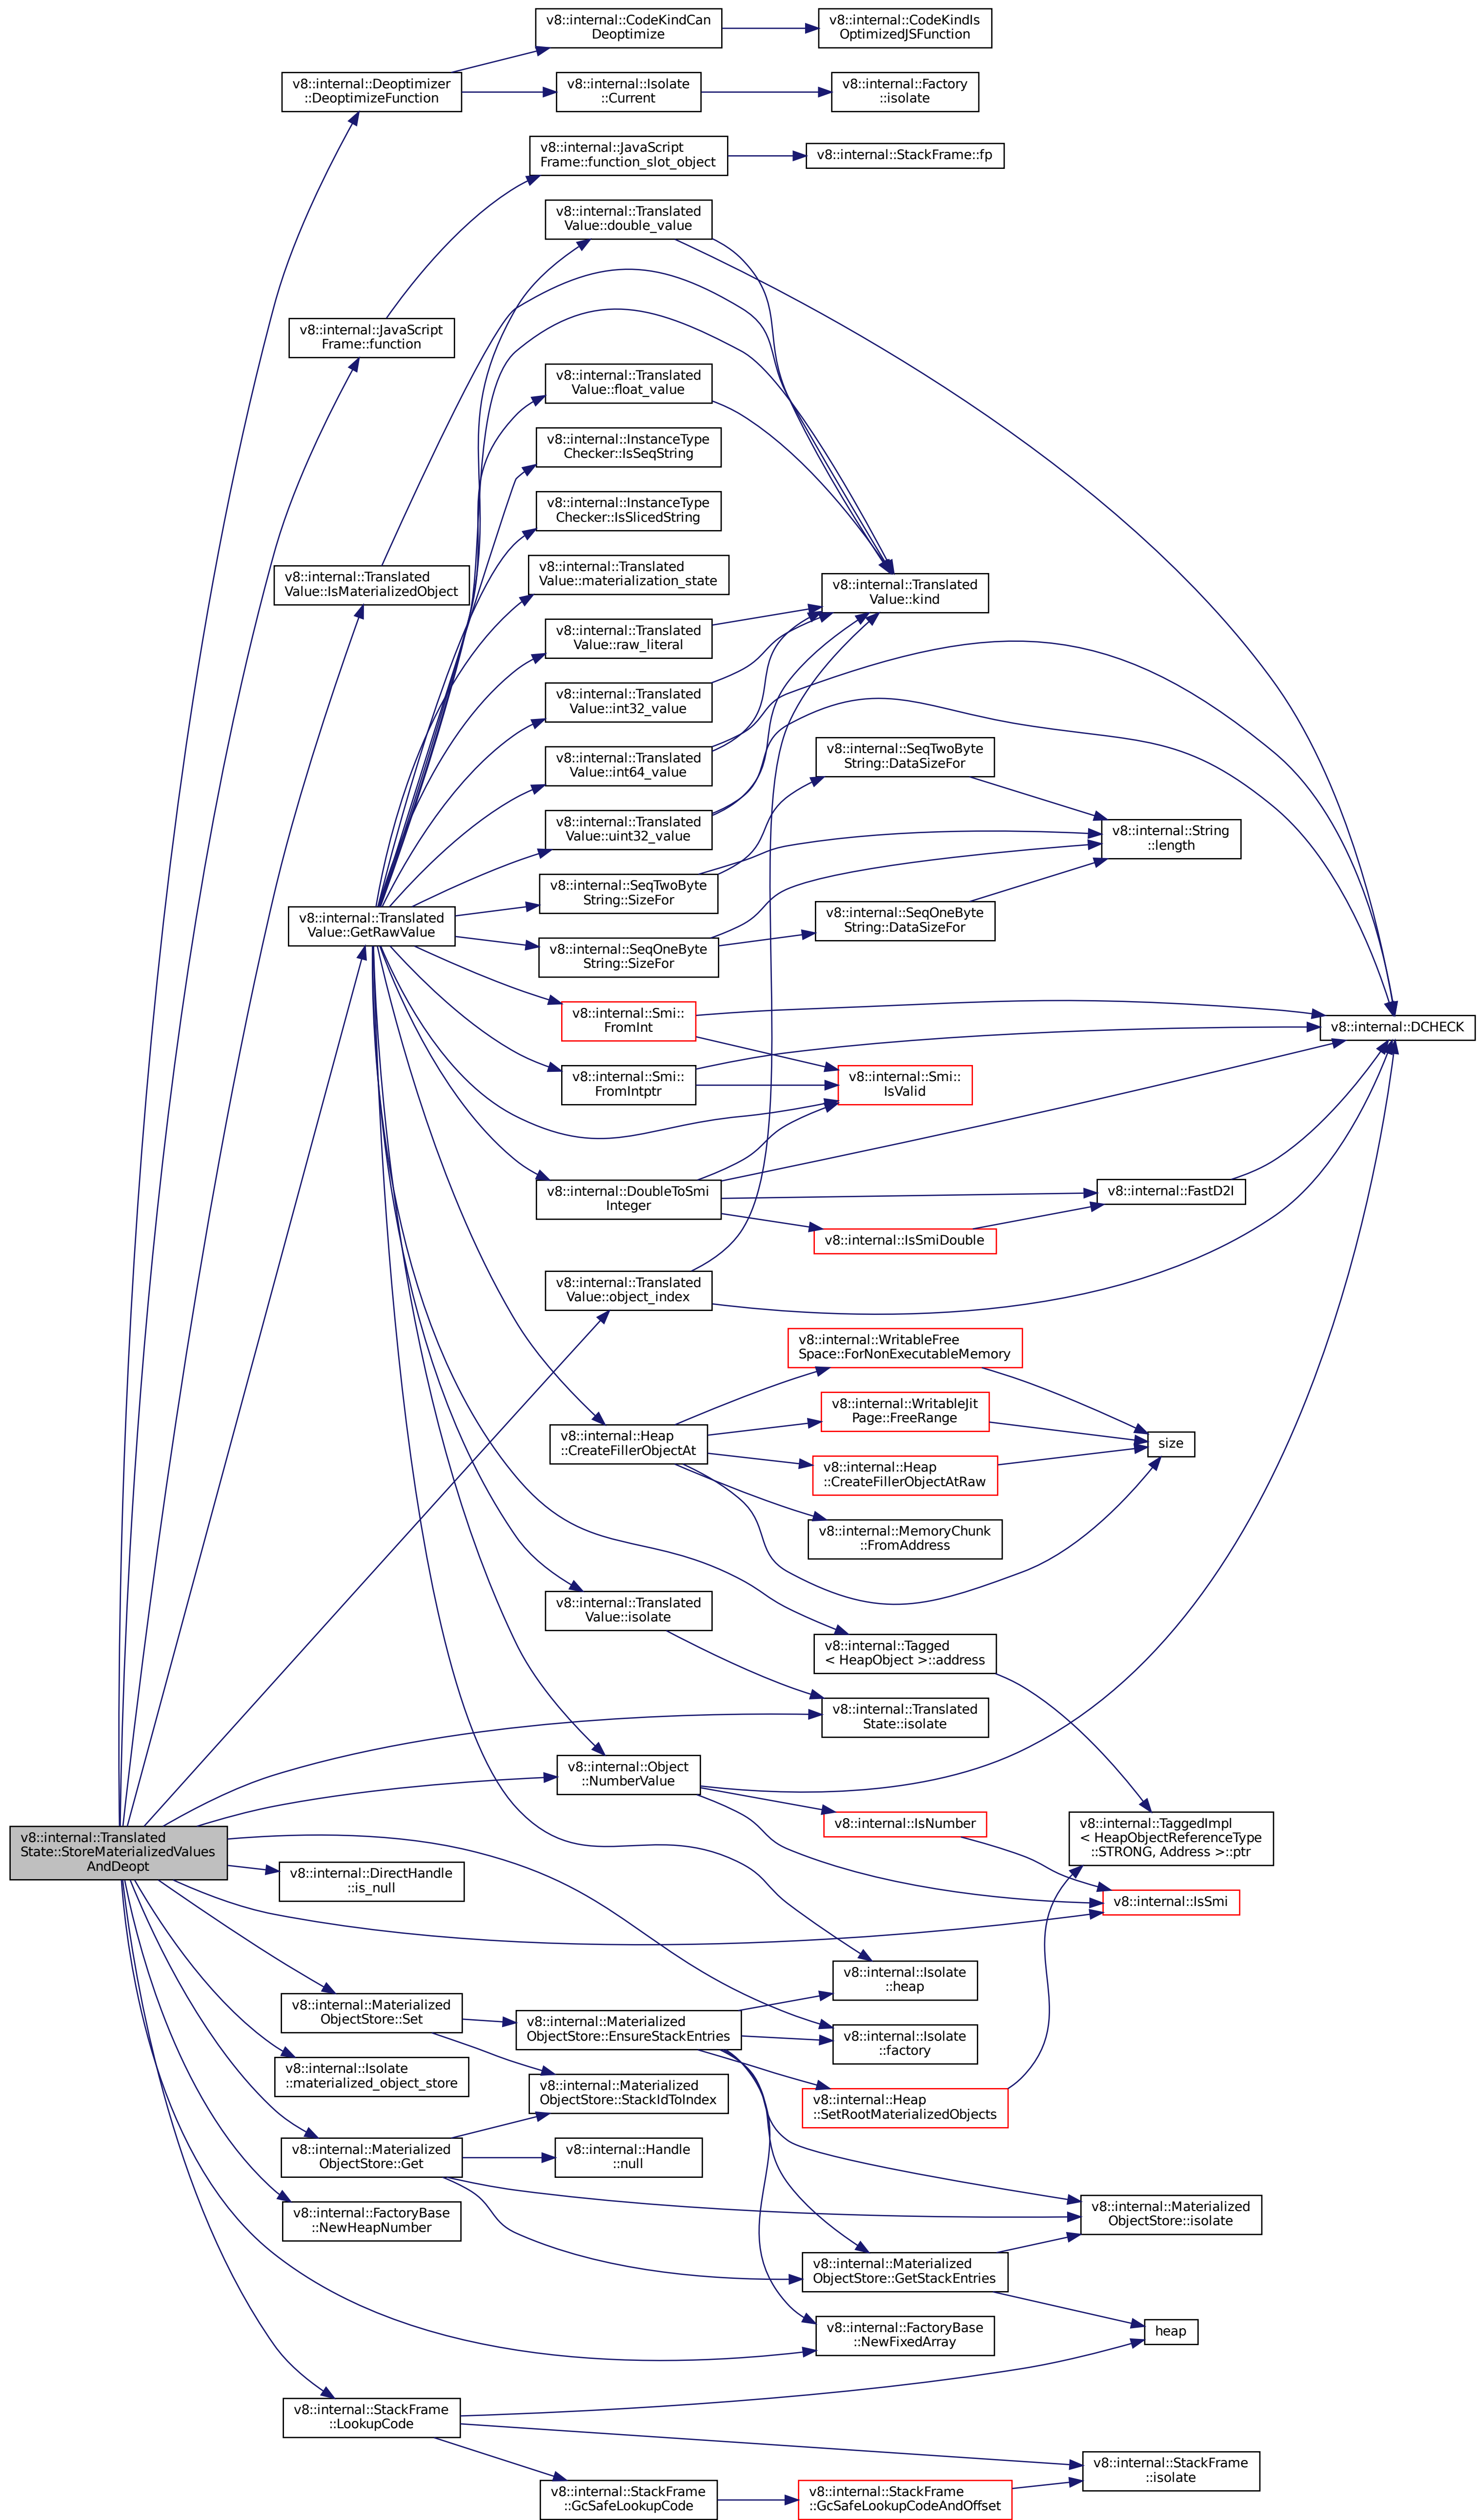 v8::internal::CodeKindCan
Deoptimize
v8::internal::CodeKindIs
OptimizedJSFunction
v8::internal::Deoptimizer
::DeoptimizeFunction
v8::internal::Isolate
::Current
v8::internal::Factory
::isolate
v8::internal::JavaScript
Frame::function_slot_object
v8::internal::StackFrame::fp
v8::internal::Translated
Value::double_value
v8::internal::JavaScript
Frame::function
v8::internal::Translated
Value::float_value
v8::internal::InstanceType
Checker::IsSeqString
v8::internal::InstanceType
Checker::IsSlicedString
v8::internal::Translated
Value::IsMaterializedObject
v8::internal::Translated
Value::materialization_state
v8::internal::Translated
Value::kind
v8::internal::Translated
Value::raw_literal
v8::internal::Translated
Value::int32_value
v8::internal::Translated
Value::int64_value
v8::internal::SeqTwoByte
String::DataSizeFor
v8::internal::Translated
Value::uint32_value
v8::internal::String
::length
v8::internal::SeqTwoByte
String::SizeFor
v8::internal::Translated
Value::GetRawValue
v8::internal::SeqOneByte
String::DataSizeFor
v8::internal::SeqOneByte
String::SizeFor
v8::internal::Smi::
FromInt
v8::internal::DCHECK
v8::internal::Smi::
FromIntptr
v8::internal::Smi::
IsValid
v8::internal::DoubleToSmi
Integer
v8::internal::FastD2I
v8::internal::IsSmiDouble
v8::internal::Translated
Value::object_index
v8::internal::WritableFree
Space::ForNonExecutableMemory
v8::internal::WritableJit
Page::FreeRange
v8::internal::Heap
::CreateFillerObjectAt
size
v8::internal::Heap
::CreateFillerObjectAtRaw
v8::internal::MemoryChunk
::FromAddress
v8::internal::Translated
Value::isolate
v8::internal::Tagged
< HeapObject >::address
v8::internal::Translated
State::isolate
v8::internal::Object
::NumberValue
v8::internal::IsNumber
v8::internal::TaggedImpl
< HeapObjectReferenceType
::STRONG, Address >::ptr
v8::internal::Translated
State::StoreMaterializedValues
AndDeopt
v8::internal::DirectHandle
::is_null
v8::internal::IsSmi
v8::internal::Isolate
::heap
v8::internal::Materialized
ObjectStore::Set
v8::internal::Materialized
ObjectStore::EnsureStackEntries
v8::internal::Isolate
::factory
v8::internal::Isolate
::materialized_object_store
v8::internal::Materialized
ObjectStore::StackIdToIndex
v8::internal::Heap
::SetRootMaterializedObjects
v8::internal::Materialized
ObjectStore::Get
v8::internal::Handle
::null
v8::internal::FactoryBase
::NewHeapNumber
v8::internal::Materialized
ObjectStore::isolate
v8::internal::Materialized
ObjectStore::GetStackEntries
v8::internal::FactoryBase
::NewFixedArray
heap
v8::internal::StackFrame
::LookupCode
v8::internal::StackFrame
::isolate
v8::internal::StackFrame
::GcSafeLookupCode
v8::internal::StackFrame
::GcSafeLookupCodeAndOffset